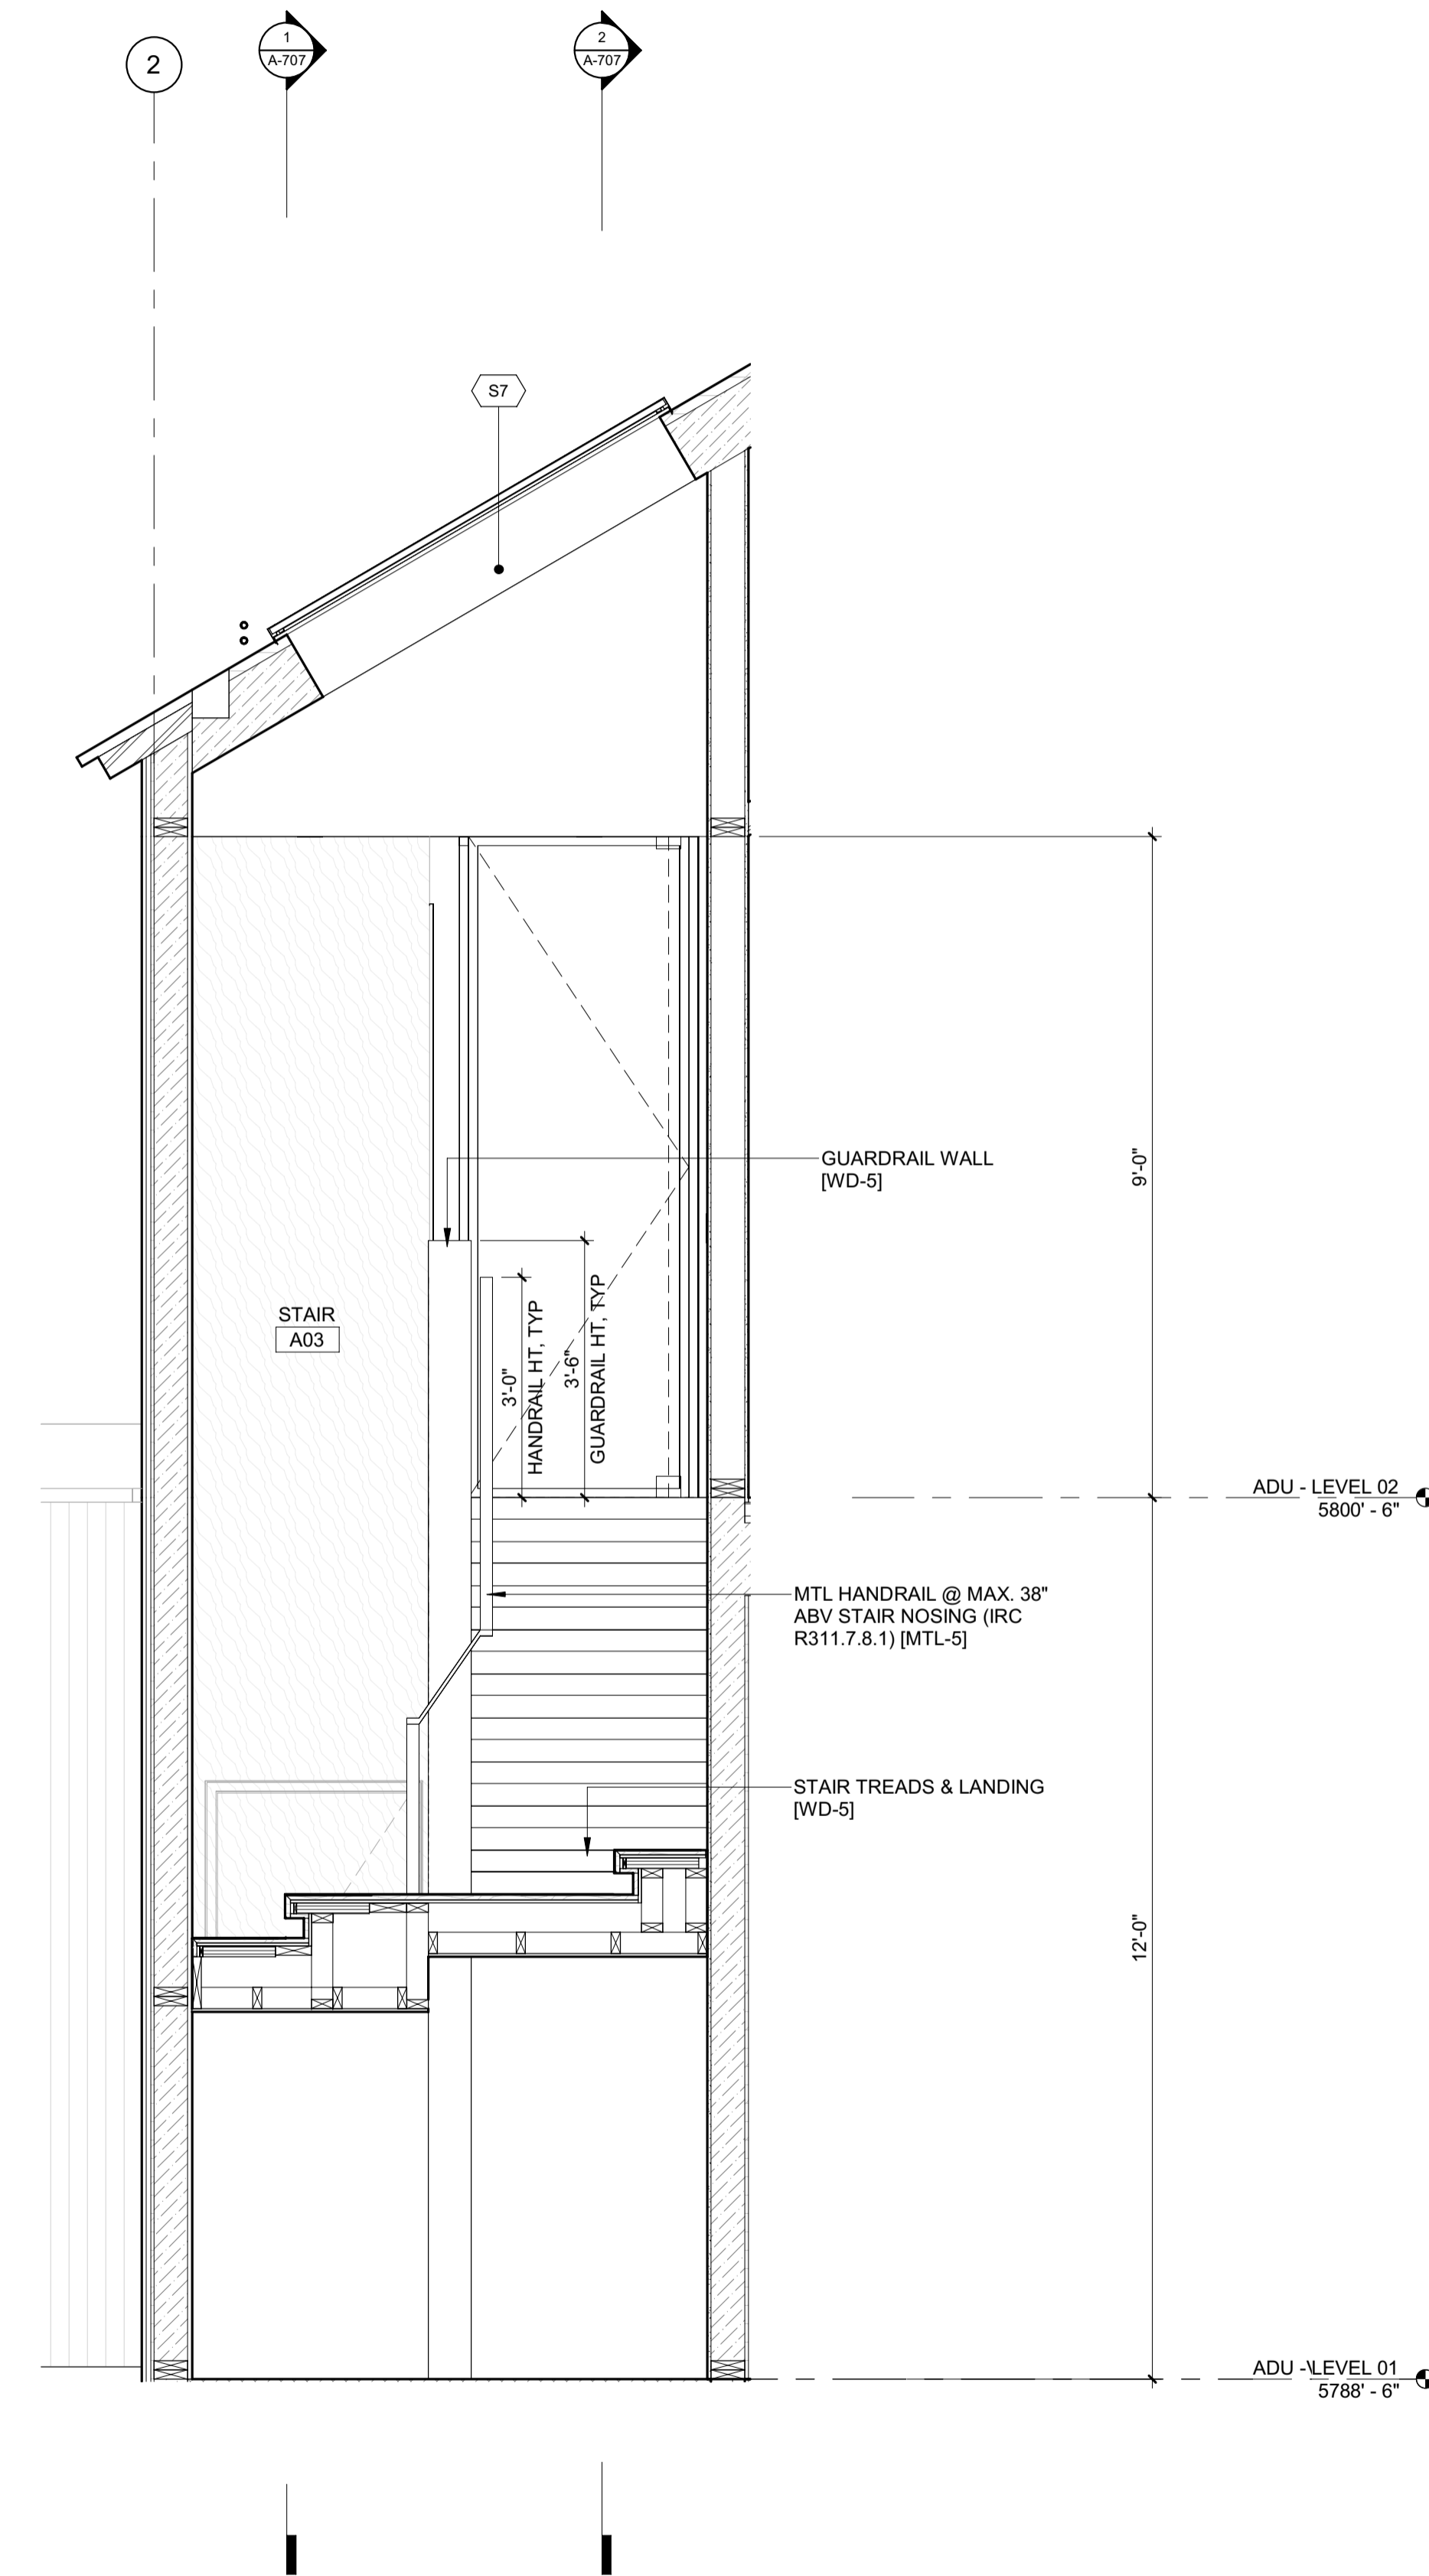 2
1
A-707
2
A-707
S7
GUARDRAIL WALL
[WD-5]
9'-0"
STAIR
A03
3'-0"
HANDRAIL HT, TYP
3'-6"
GUARDRAIL HT, TYP
ADU - LEVEL 02
5800' - 6"
MTL HANDRAIL @ MAX. 38"
ABV STAIR NOSING (IRC
R311.7.8.1) [MTL-5]
STAIR TREADS & LANDING
[WD-5]
12'-0"
ADU - LEVEL 01
5788' - 6"